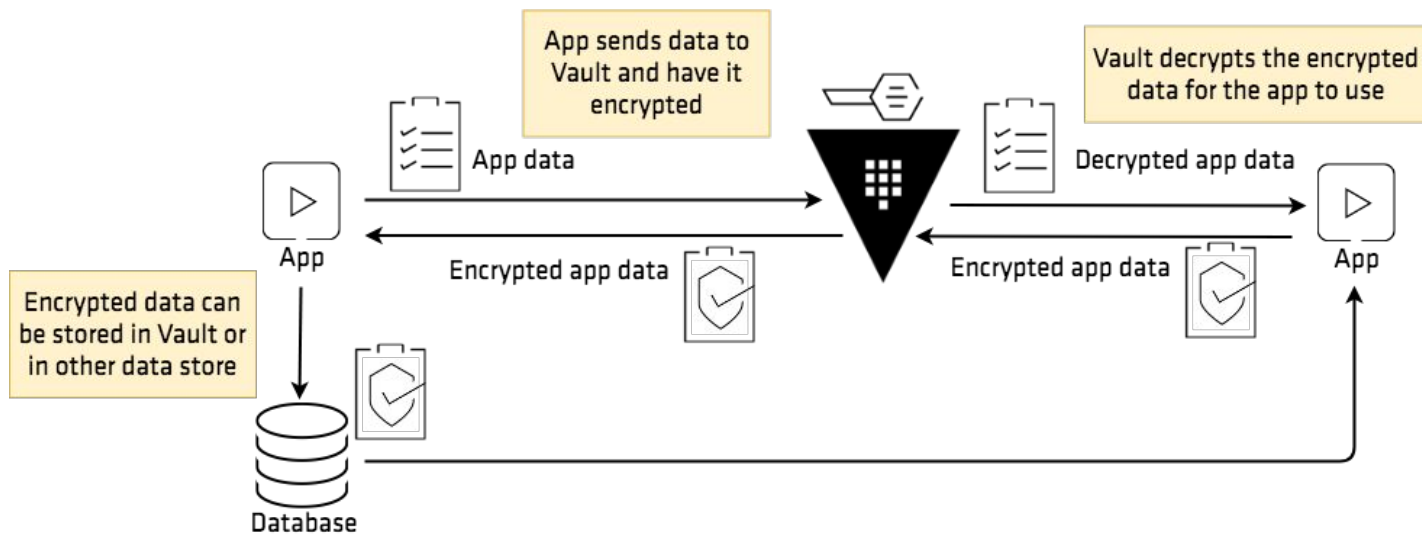 App sends data to
Vault and have it
encrypted
Vault decrypts the encrypted
data for the app to use
App data
Decrypted app data
App
Encrypted app data
Encrypted app data
App
Encrypted data can
be stored in Vault or
in other data store
Database